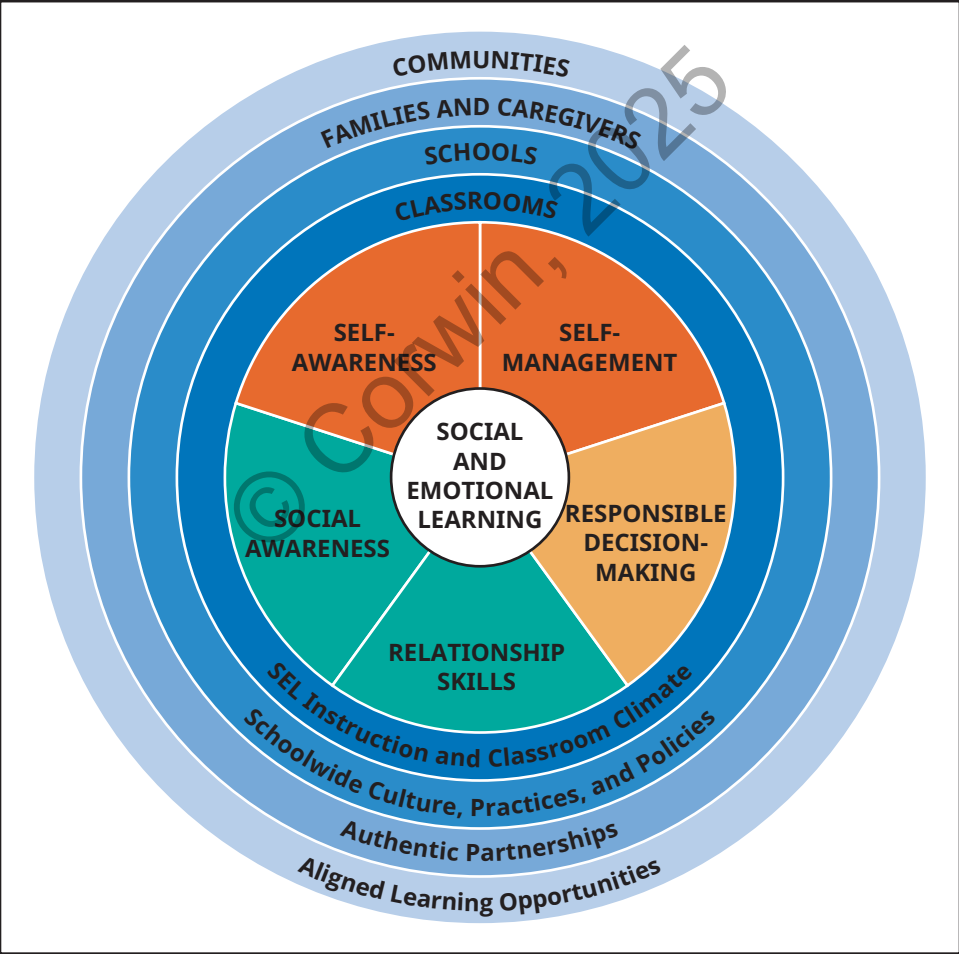 COMMUNITIES
FAMILIES AND CAREGIVERS
SCHOOLS
CLASSROOMS
SELF-
AWARENESS
SELF-
MANAGEMENT
SOCIAL
AND
EMOTIONAL
LEARNING
SOCIAL
AWARENESS
RESPONSIBLE
DECISION-
MAKING
RELATIONSHIP
SKILLS
SEL Instruction and Classroom Climate
Schoolwide Culture, Practices, and Policies
Authentic Partnerships
Aligned Learning Opportunities
© Corwin, 2025